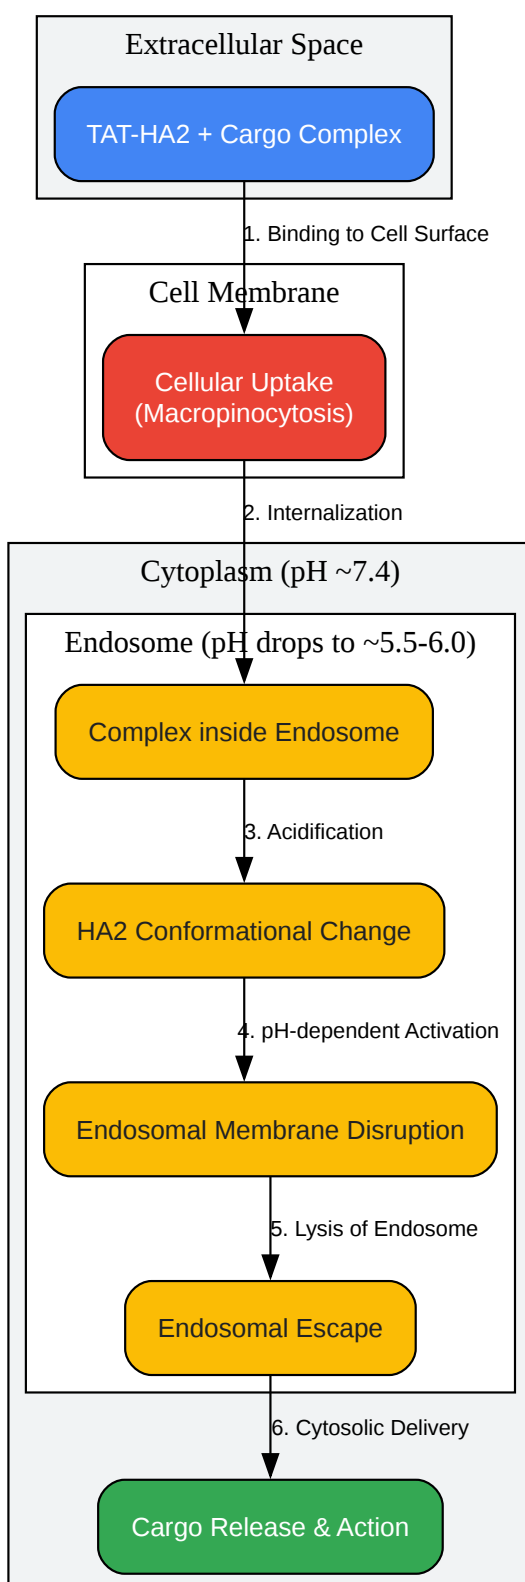 Extracellular Space
TAT-HA2 + Cargo Complex
1. Binding to Cell Surface
Cell Membrane
Cellular Uptake
(Macropinocytosis)
2. Internalization
Cytoplasm (pH ~7.4)
Endosome (pH drops to ~5.5-6.0)
Complex inside Endosome
3. Acidification
HA2 Conformational Change
4. pH-dependent Activation
Endosomal Membrane Disruption
5. Lysis of Endosome
Endosomal Escape
6. Cytosolic Delivery
Cargo Release & Action